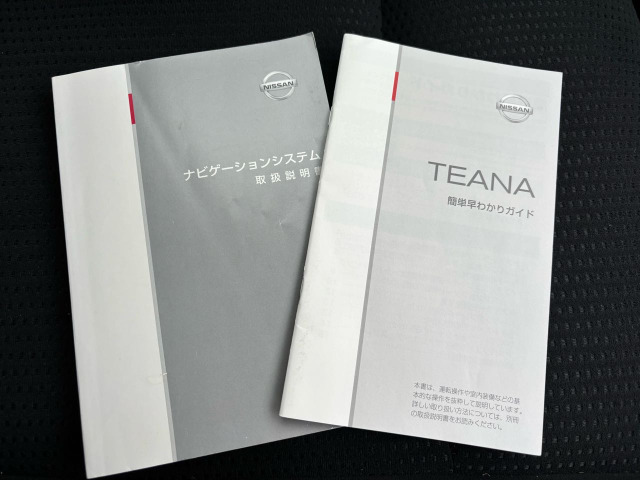 NISSAN
ナビゲーションシステム
取扱説明
NISSAN
TEANA
簡単早わかりガイド
本書は、運転操作や室内装備などの基
本的な操作を抜粋して説明しています。
詳しい取り扱い方法については、別冊
の取扱説明書をお読みください。